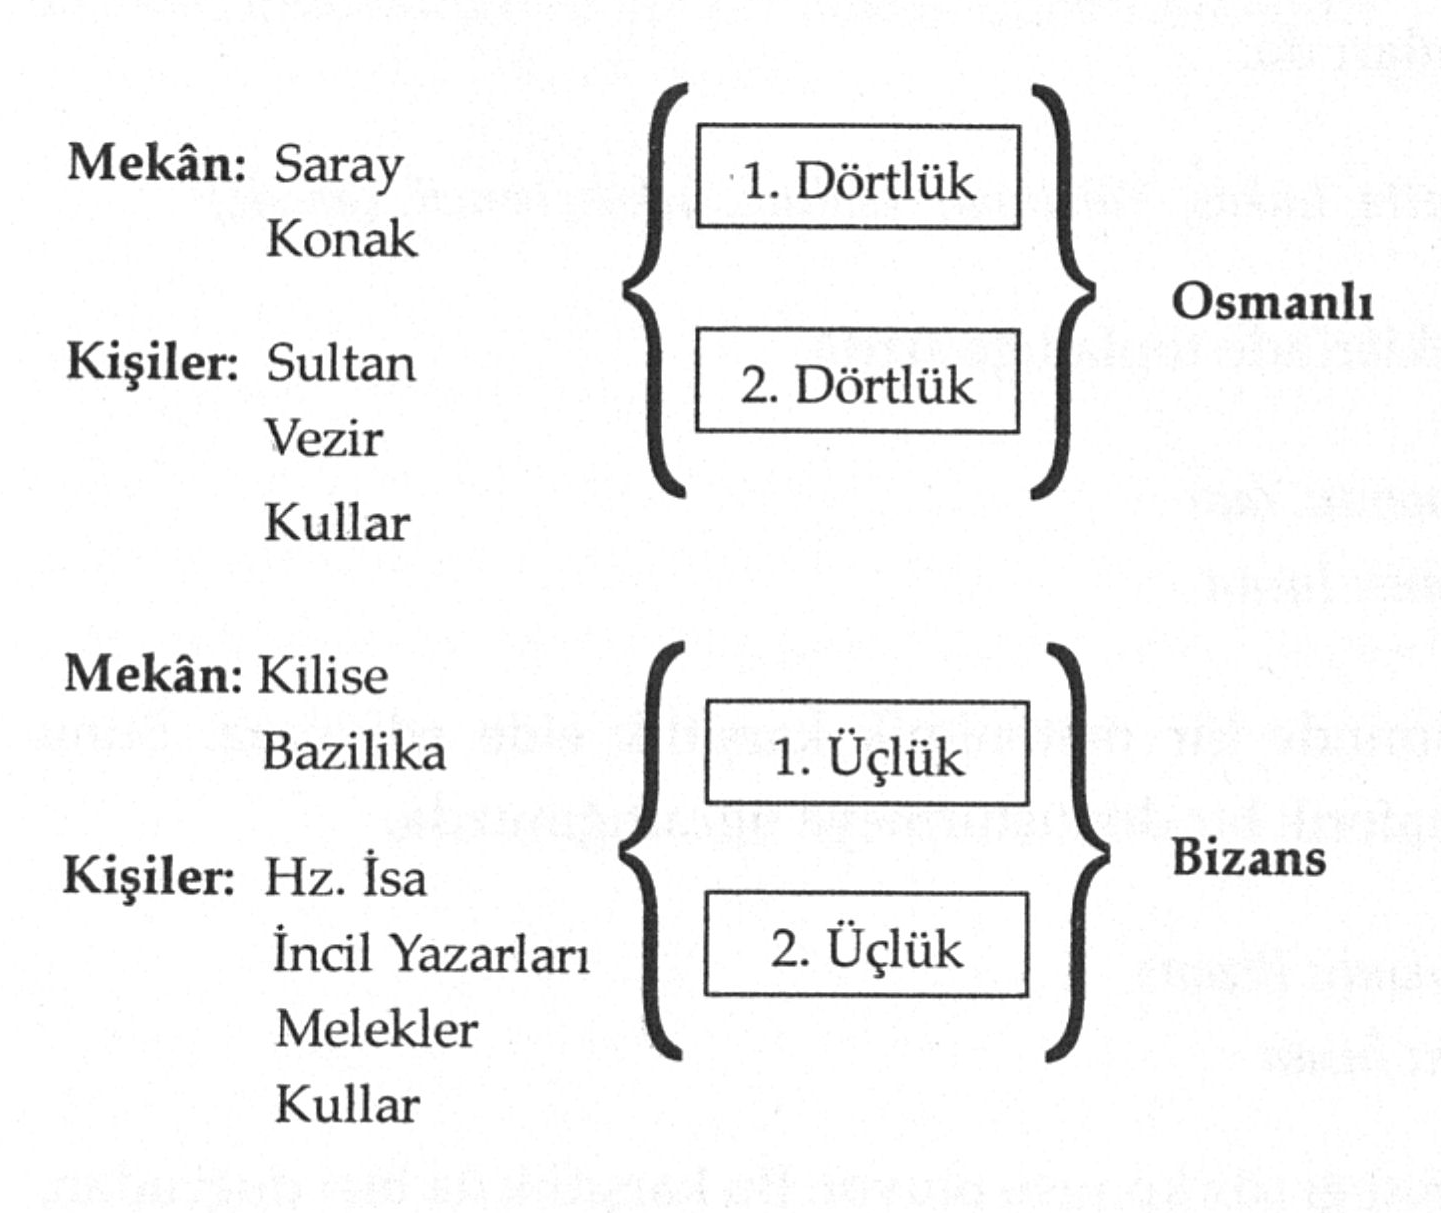 Mekân: Saray
Konak
Kişiler: Sultan
Vezir
Kullar
1. Dörtlük
2. Dörtlük
Osmanlı
Mekân: Kilise
Bazilika
Kişiler: Hz. İsa
İncil Yazarları
Melekler
Kullar
1. Üçlük
2. Üçlük
Bizans